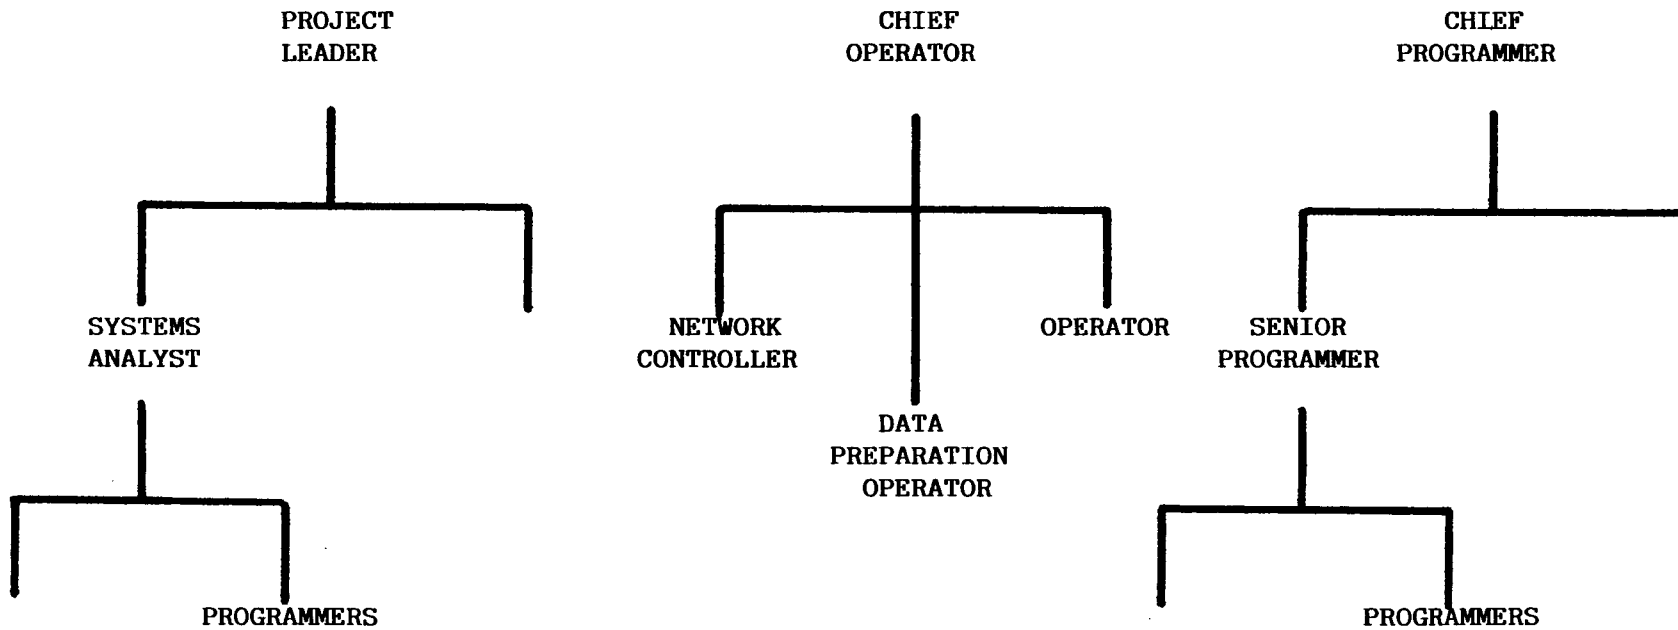 PROJECT
LEADER
CHIEF
OPERATOR
CHIEF
PROGRAMMER
SYSTEMS
ANALYST
NETWORK
CONTROLLER
OPERATOR
SENIOR
PROGRAMMER
DATA
PREPARATION
OPERATOR
PROGRAMMERS
PROGRAMMERS